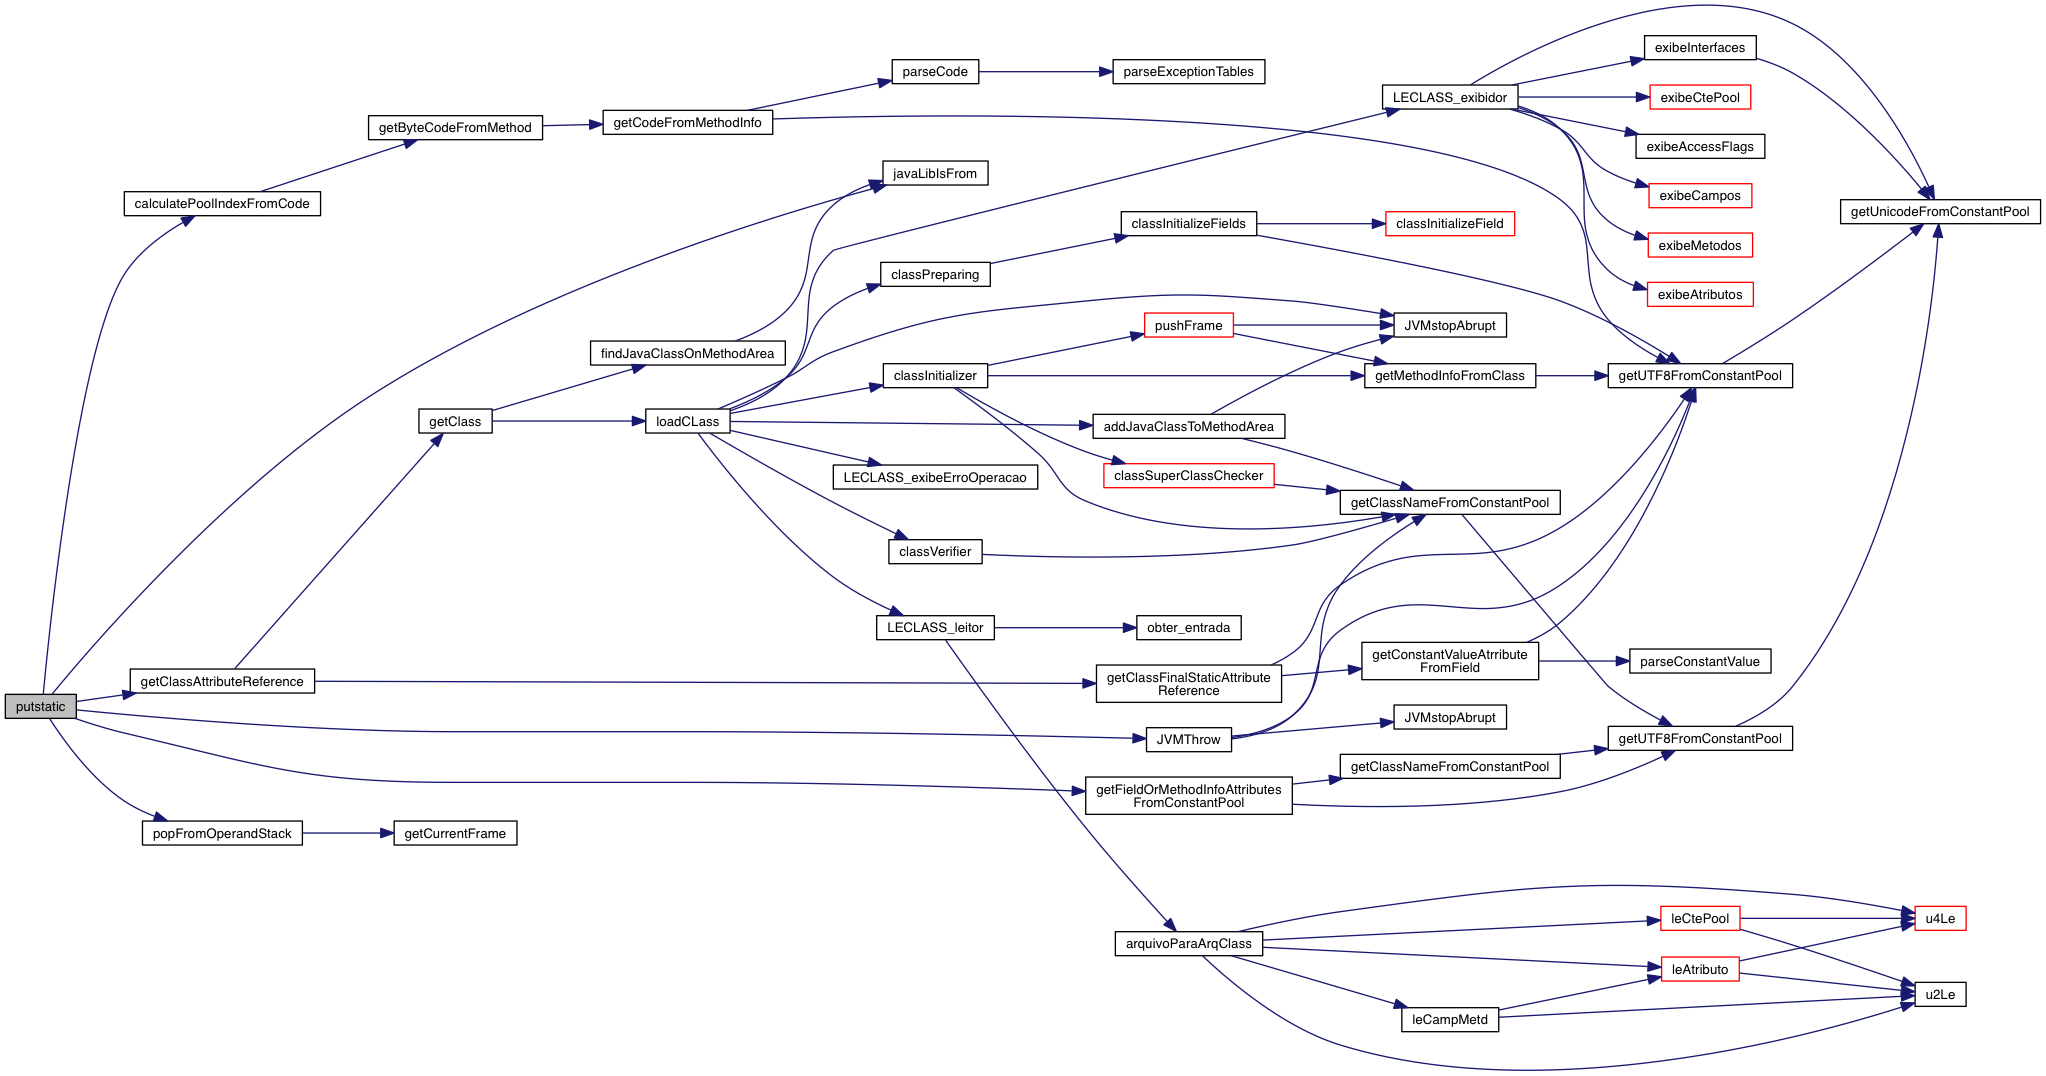 exibeInterfaces
parseCode
parseExceptionTables
LECLASS_exibidor
exibeCtePool
getByteCodeFromMethod
getCodeFromMethodInfo
exibeAccessFlags
javaLibIsFrom
exibeCampos
calculatePoolIndexFromCode
getUnicodeFromConstantPool
classInitializeFields
classInitializeField
exibeMetodos
classPreparing
exibeAtributos
pushFrame
JVMstopAbrupt
findJavaClassOnMethodArea
classInitializer
getMethodInfoFromClass
getUTF8FromConstantPool
getClass
loadCLass
addJavaClassToMethodArea
LECLASS_exibeErroOperacao
classSuperClassChecker
getClassNameFromConstantPool
classVerifier
LECLASS_leitor
obter_entrada
getConstantValueAtrribute
FromField
parseConstantValue
getClassAttributeReference
getClassFinalStaticAttribute
Reference
putstatic
JVMstopAbrupt
JVMThrow
getUTF8FromConstantPool
getClassNameFromConstantPool
getFieldOrMethodInfoAttributes
FromConstantPool
popFromOperandStack
getCurrentFrame
leCtePool
u4Le
arquivoParaArqClass
leAtributo
u2Le
leCampMetd